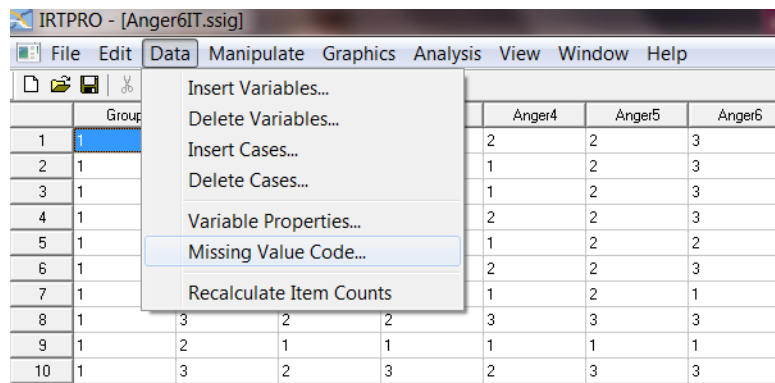 IRTPRO - [Anger6IT.ssig]
File Edit Data Manipulate Graphics Analysis View Window Help
Insert Variables...
Delete Variables...
Insert Cases...
Delete Cases...
Variable Properties...
Missing Value Code...
Recalculate Item Counts
Group Anger4 Anger5 Anger6
1 1 2 2 3
2 1 1 2 3
3 1 1 2 3
4 1 2 2 3
5 1 1 2 2
6 1 2 2 3
7 1 1 2 1
8 1 3 2 2 3 3 3
9 1 2 1 1 1 1 1
10 1 3 2 3 2 3 3